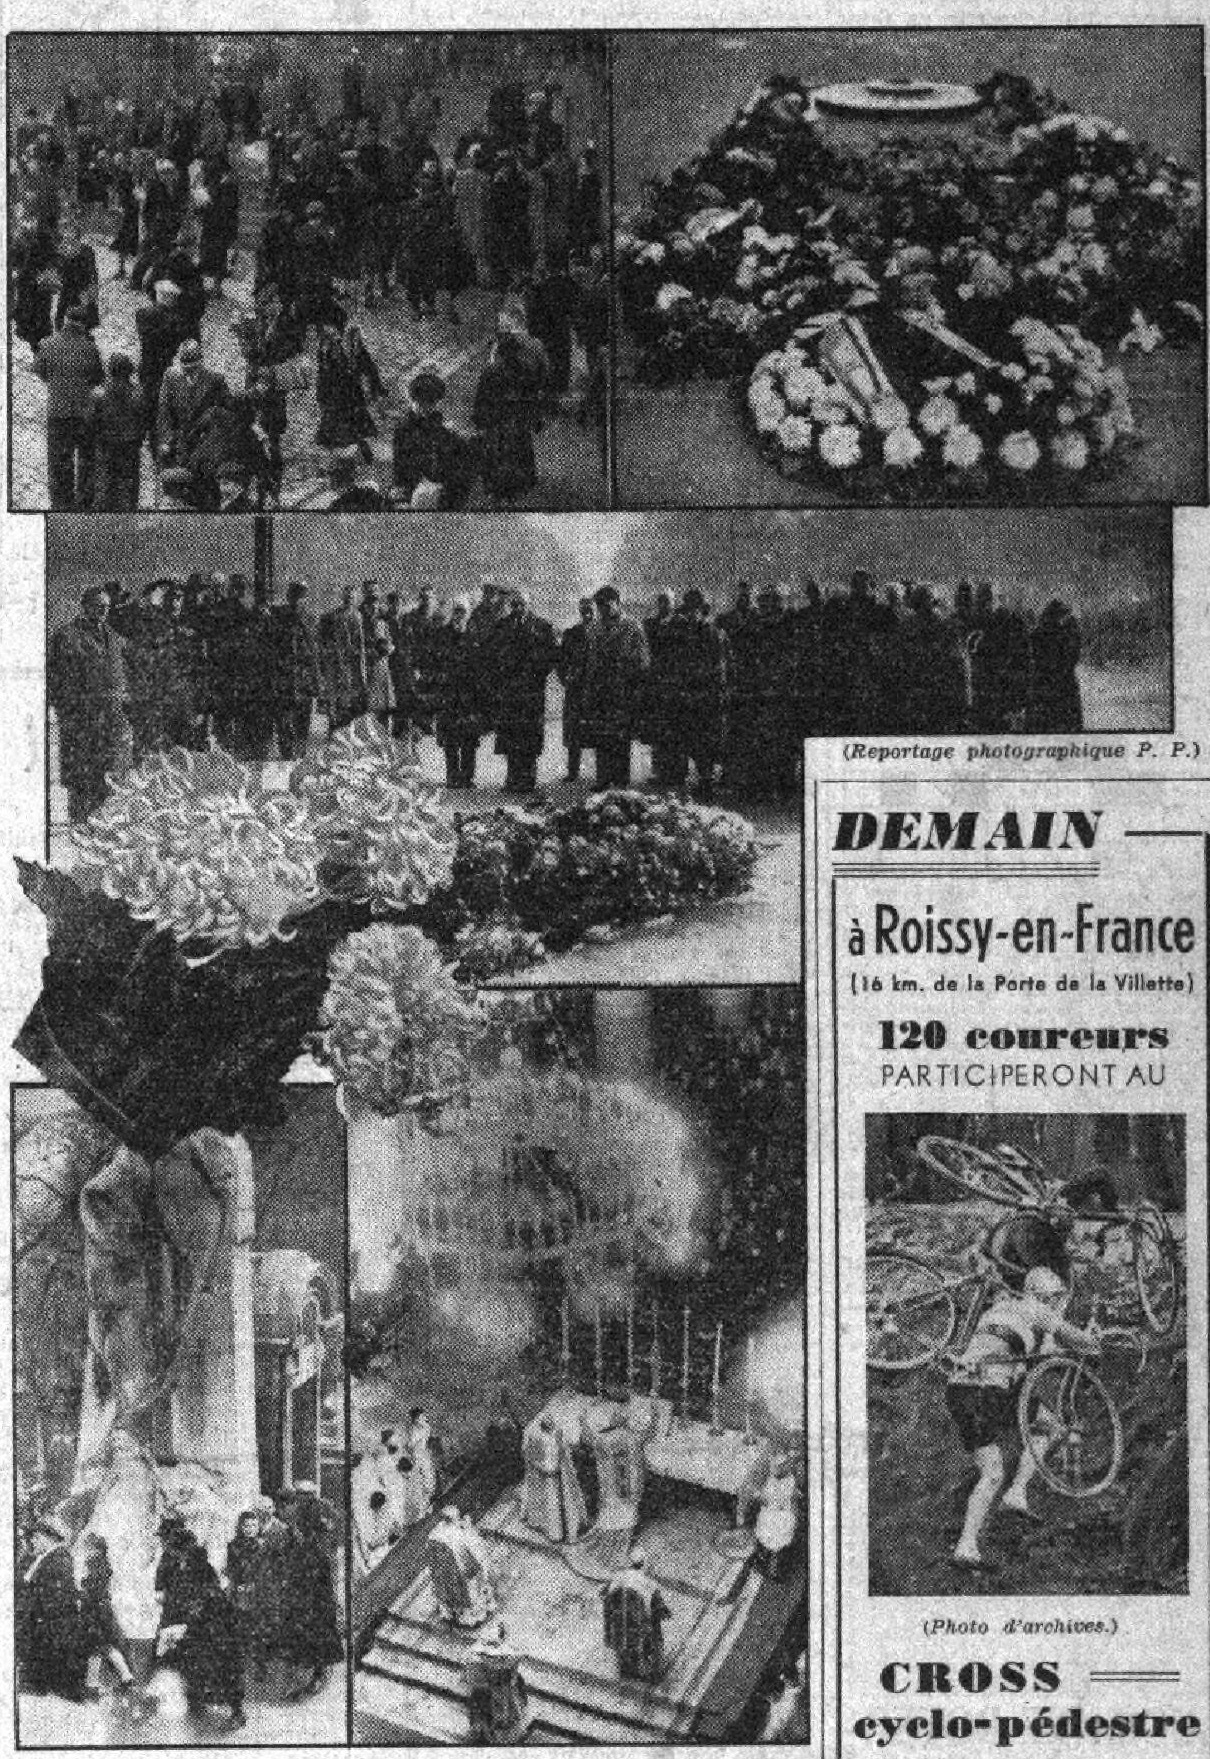 (Reportage photographique P. P.)
DEMAIN
à Roissy-en-France
(16 km. de la Porte de la Villette)
120 coureurs
PARTICIPERONT AU
(Photo d'archives.)
CROSS
cyclo-pédestre